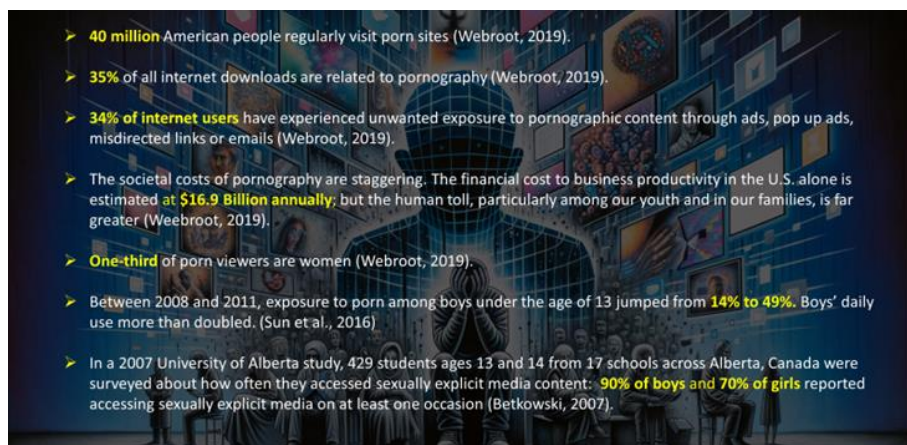 ➤ 40 million American people regularly visit porn sites (Webroot, 2019).
➤ 35% of all internet downloads are related to pornography (Webroot, 2019).
➤ 34% of internet users have experienced unwanted exposure to pornographic content through ads, pop up ads,
misdirected links or emails (Webroot, 2019).
➤ The societal costs of pornography are staggering. The financial cost to business productivity in the U.S. alone is
estimated at $16.9 Billion annually; but the human toll, particularly among our youth and in our families, is far
greater (Weebroot, 2019).
➤ One-third of porn viewers are women (Webroot, 2019).
➤ Between 2008 and 2011, exposure to porn among boys under the age of 13 jumped from 14% to 49%. Boys’ daily
use more than doubled. (Sun et al., 2016)
➤ In a 2007 University of Alberta study, 429 students ages 13 and 14 from 17 schools across Alberta, Canada were
surveyed about how often they accessed sexually explicit media content: 90% of boys and 70% of girls reported
accessing sexually explicit media on at least one occasion (Betkowski, 2007).